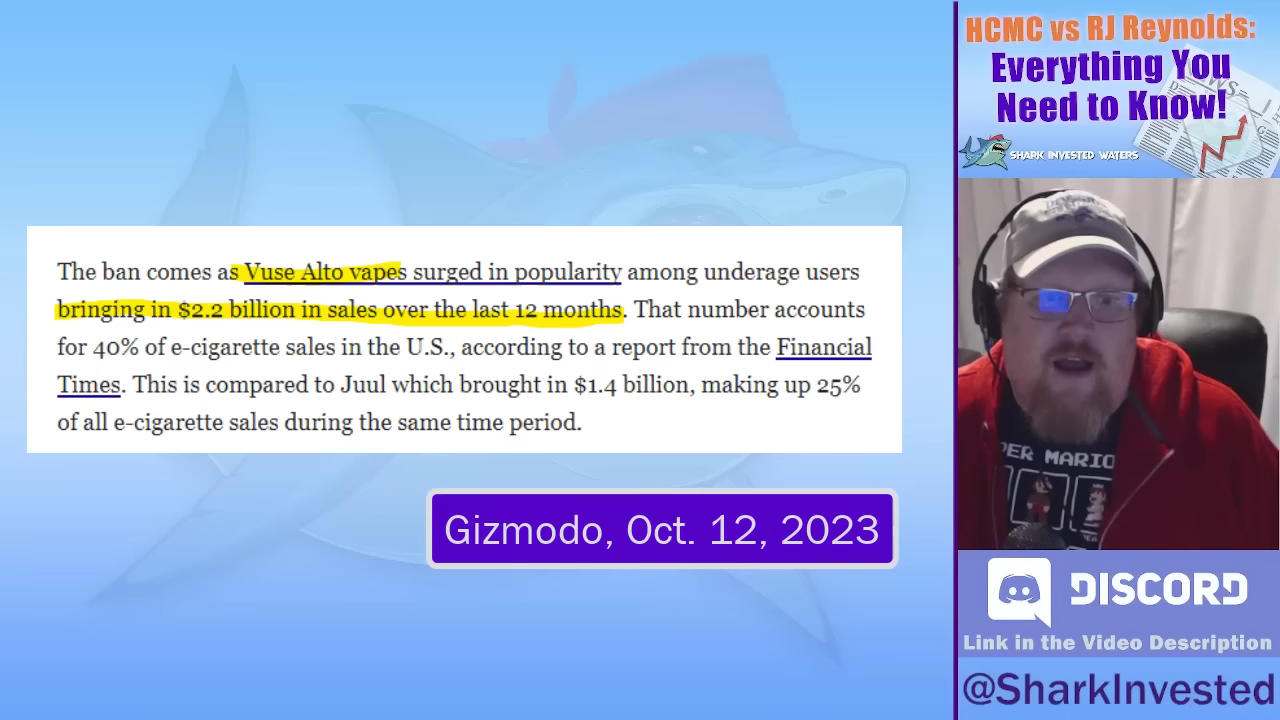 The ban comes as Vuse Alto vapes surged in popularity among underage users
bringing in $2.2 billion in sales over the last 12 months. That number accounts
for 40% of e-cigarette sales in the U.S., according to a report from the Financial
Times. This is compared to Juul which brought in $1.4 billion, making up 25%
of all e-cigarette sales during the same time period.
Gizmodo, Oct. 12, 2023
HCMC vs RJ Reynolds:
Everything You
Need to Know!
SHARK INVESTED WATERS
PER MARIO
DISCORD
Link in the Video Description
@SharkInvested